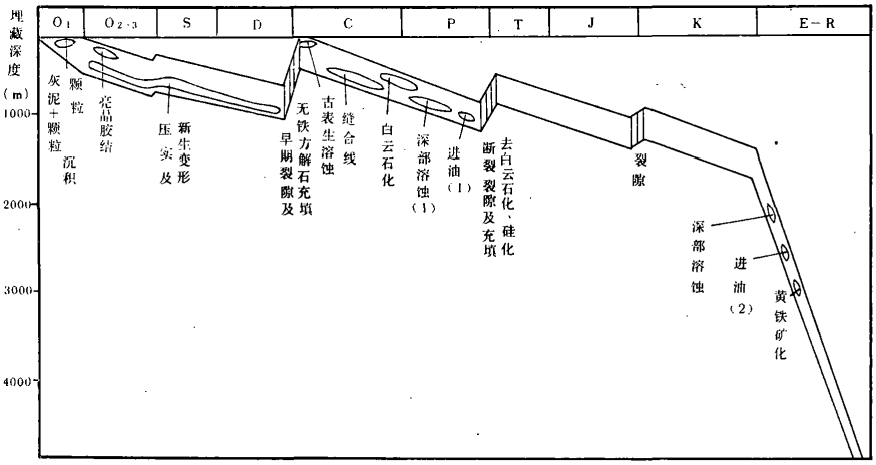 埋藏深度(m)
O₁ O₂₋₃ S D C P T J K E-R
1000
2000
3000
4000
灰泥+颗粒
颗粒沉积
亮晶胶结
压实及
新生变形
早期裂隙及
无铁方解石充填
古表生溶蚀
缝合线
白云石化
深部溶蚀(1)
进油(1)
断裂裂隙及充填
去白云石化、硅化
裂隙
深部溶蚀
进油(2)
黄铁矿化